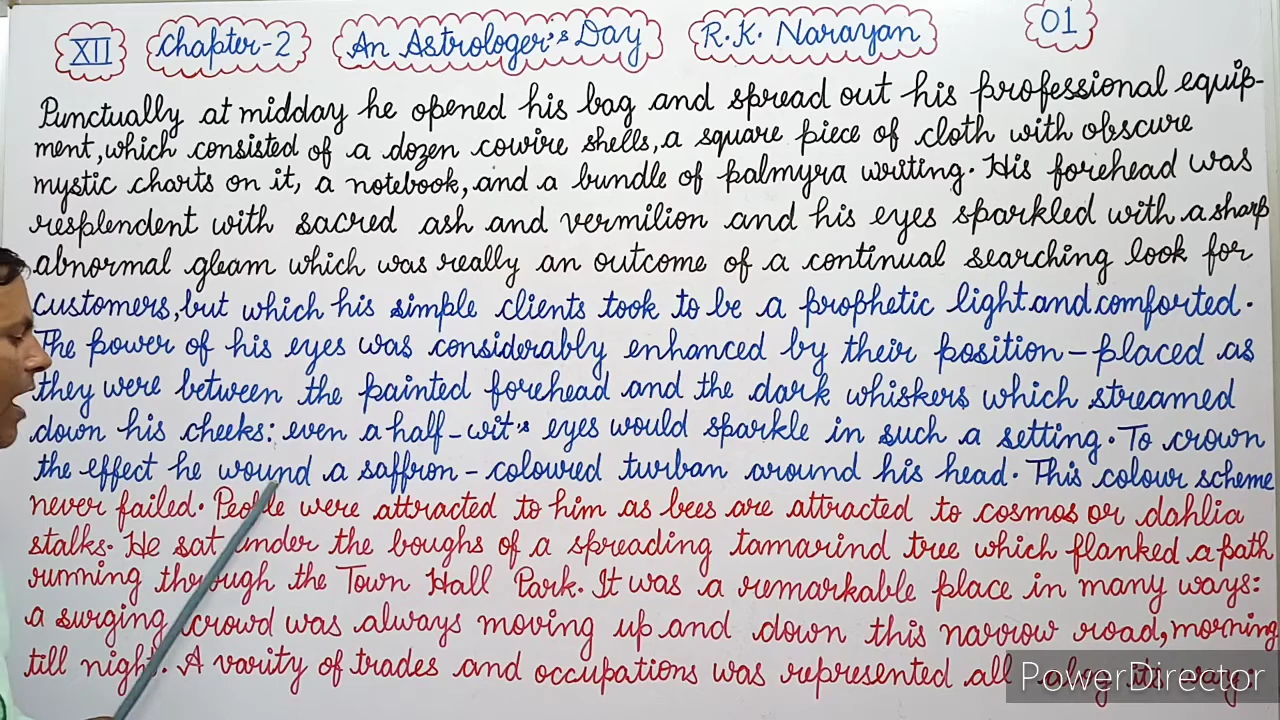 XII Chapter-2 An Astrologer's Day R.K. Narayan 01
Punctually at midday he opened his bag and spread out his professional equip-
ment, which consisted of a dozen cowire shells, a square piece of cloth with obscure
mystic charts on it, a notebook, and a bundle of palmyra writing. His forehead was
resplendent with sacred ash and vermilion and his eyes sparkled with a sharp
abnormal gleam which was really an outcome of a continual searching look for
customers, but which his simple clients took to be a prophetic light and comforted.
The power of his eyes was considerably enhanced by their position - placed as
they were between the painted forehead and the dark whiskers which streamed
down his cheeks: even a half-wit's eyes would sparkle in such a setting. To crown
the effect he wound a saffron-coloured turban around his head. This colour scheme
never failed. People were attracted to him as bees are attracted to cosmos or dahlia
stalks. He sat under the boughs of a spreading tamarind tree which flanked a path
running through the Town Hall Park. It was a remarkable place in many ways:
a surging crowd was always moving up and down this narrow road, morning
till night. A varity of trades and occupations was represented all along its way:
PowerDirector